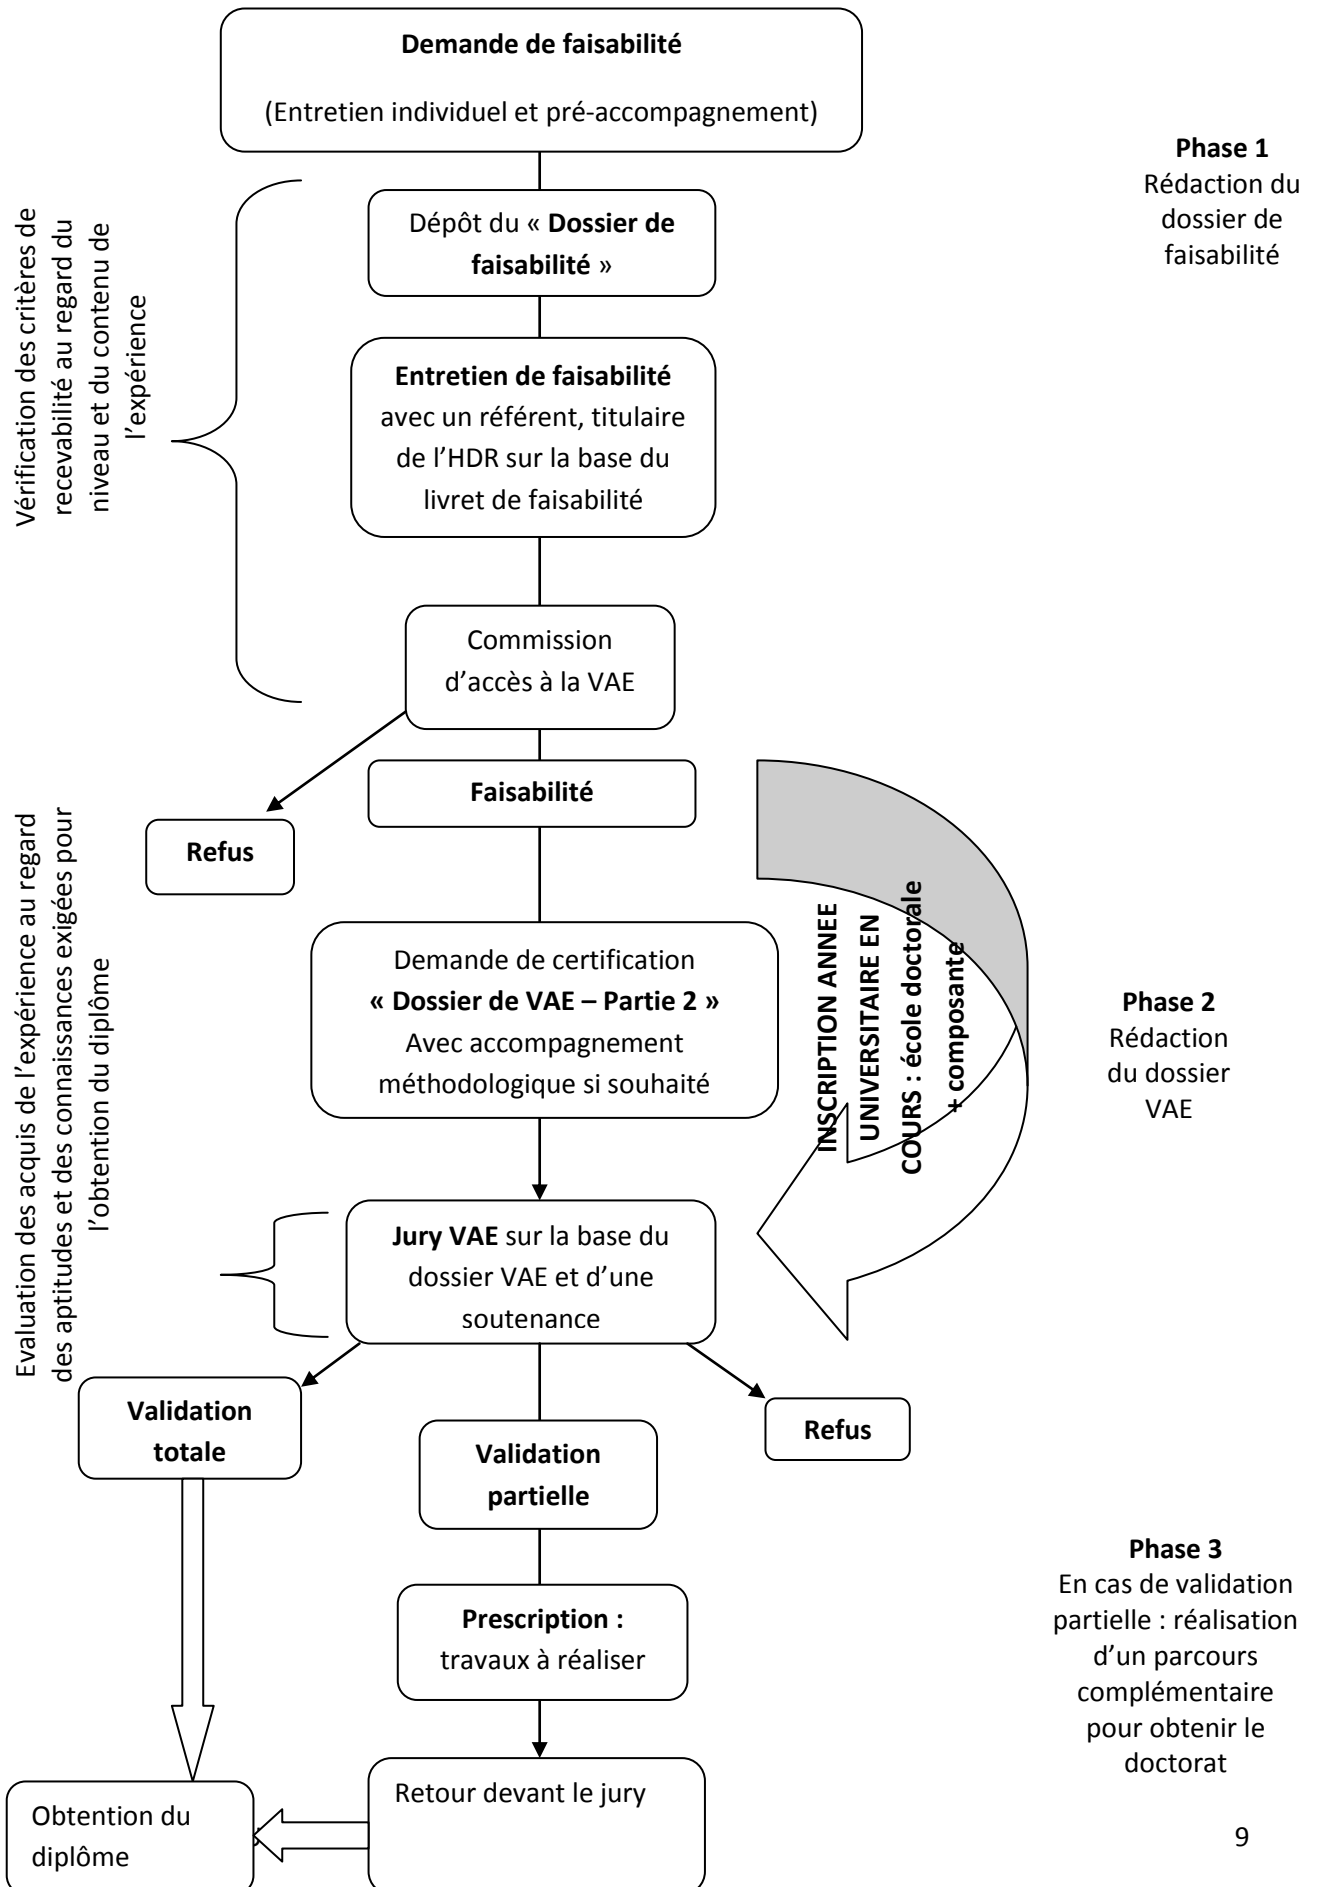 Demande de faisabilité
(Entretien individuel et pré-accompagnement)
Phase 1
Rédaction du
dossier de
faisabilité
Vérification des critères de
recevabilité au regard du
niveau et du contenu de
l’expérience
Dépôt du « Dossier de
faisabilité »
Entretien de faisabilité
avec un référent, titulaire
de l’HDR sur la base du
livret de faisabilité
Commission
d’accès à la VAE
Faisabilité
Refus
Evaluation des acquis de l’expérience au regard
des aptitudes et des connaissances exigées pour
l’obtention du diplôme
Demande de certification
« Dossier de VAE – Partie 2 »
Avec accompagnement
méthodologique si souhaité
INSCRIPTION ANNEE
UNIVERSITAIRE EN
COURS : école doctorale
+ composante
Phase 2
Rédaction
du dossier
VAE
Jury VAE sur la base du
dossier VAE et d’une
soutenance
Validation
totale
Validation
partielle
Refus
Prescription :
travaux à réaliser
Phase 3
En cas de validation
partielle : réalisation
d’un parcours
complémentaire
pour obtenir le
doctorat
Retour devant le jury
Obtention du
diplôme
9